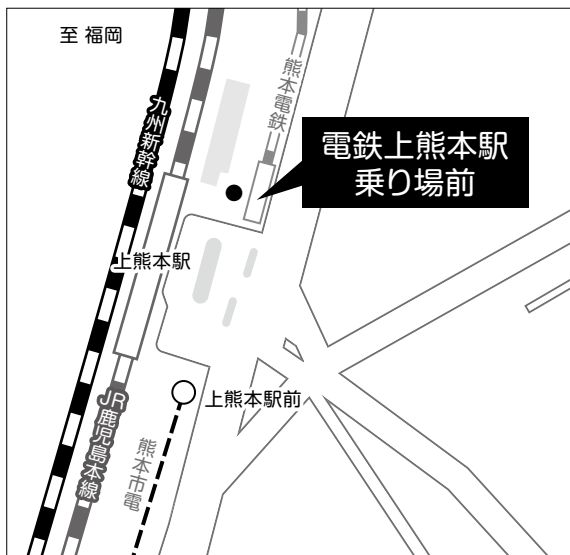 至 福岡
熊本電鉄
九州新幹線
電鉄上熊本駅
乗り場前
上熊本駅
上熊本駅前
JR鹿児島本線
熊本市電